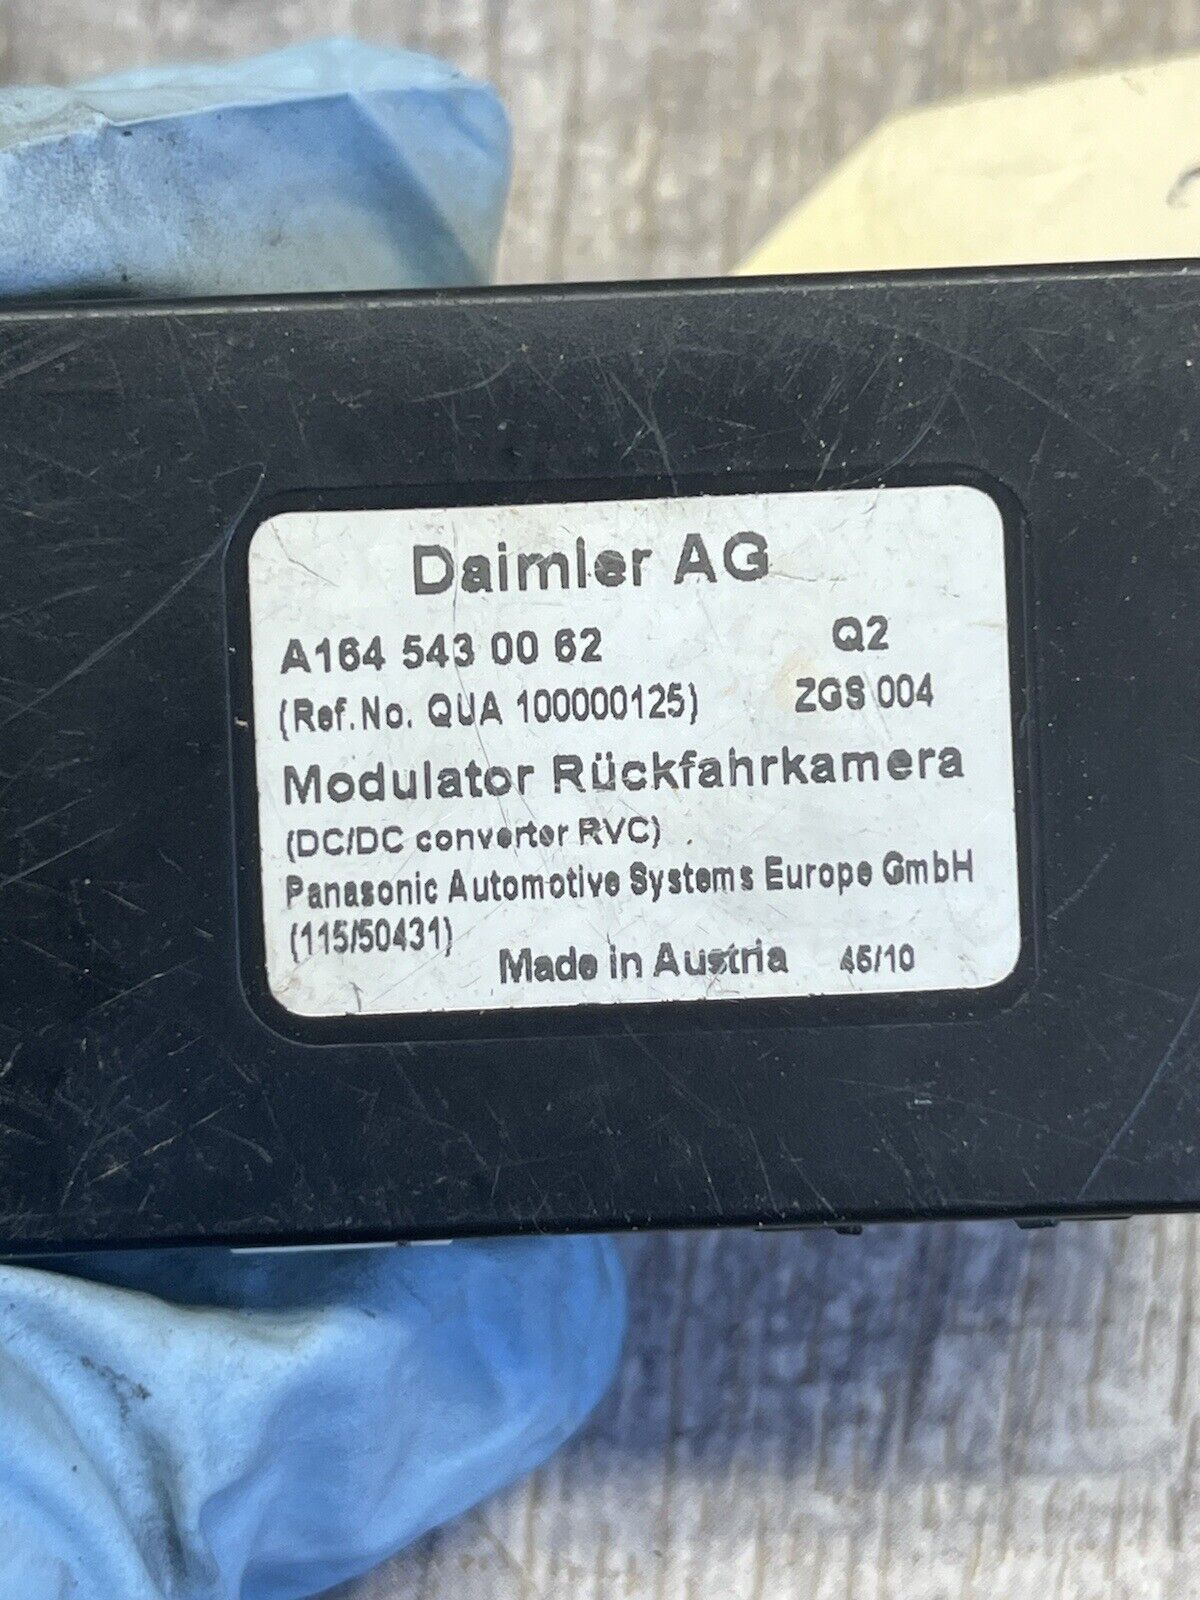 Daimler AG
A164 543 00 62 Q2
(Ref.No. QUA 100000125) ZGS 004
Modulator Rückfahrkamera
(DC/DC converter RVC)
Panasonic Automotive Systems Europe GmbH
(115/50431)
Made in Austria 45/10